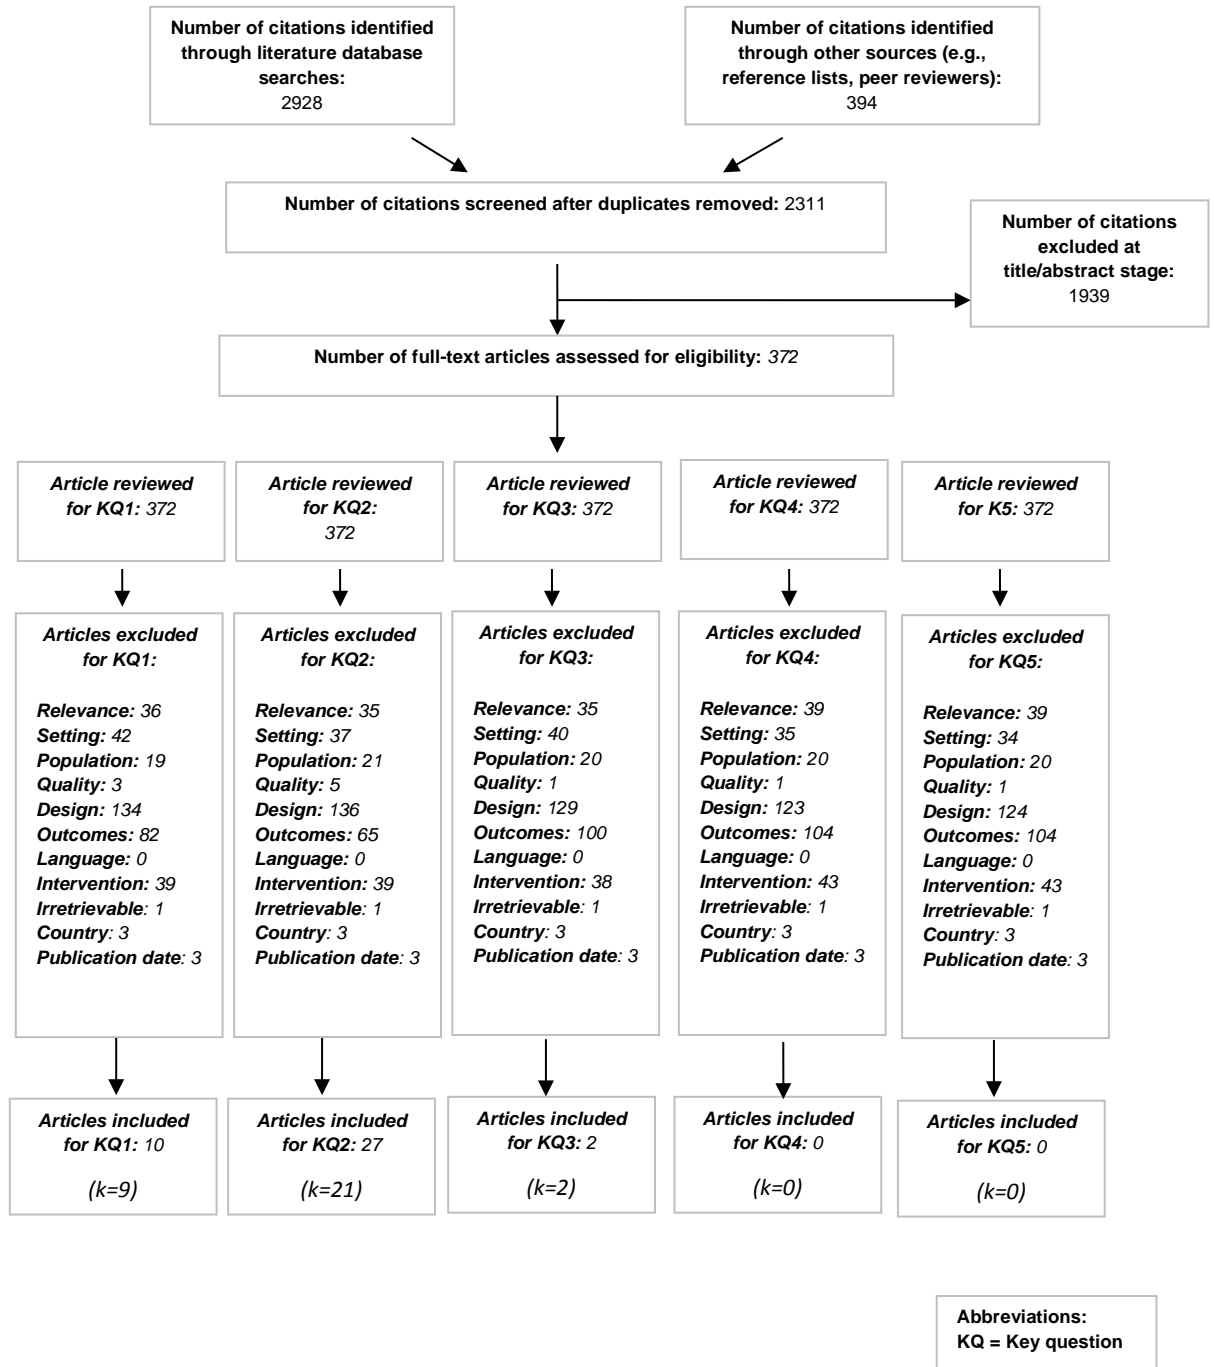 Number of citations identified
through literature database
searches:
2928
Number of citations identified
through other sources (e.g.,
reference lists, peer reviewers):
394
Number of citations screened after duplicates removed: 2311
Number of citations
excluded at
title/abstract stage:
1939
Number of full-text articles assessed for eligibility: 372
Article reviewed
for KQ1: 372
Article reviewed
for KQ2:
372
Article reviewed
for KQ3: 372
Article reviewed
for KQ4: 372
Article reviewed
for K5: 372
Articles excluded
for KQ1:
Relevance: 36
Setting: 42
Population: 19
Quality: 3
Design: 134
Outcomes: 82
Language: 0
Intervention: 39
Irretrievable: 1
Country: 3
Publication date: 3
Articles excluded
for KQ2:
Relevance: 35
Setting: 37
Population: 21
Quality: 5
Design: 136
Outcomes: 65
Language: 0
Intervention: 39
Irretrievable: 1
Country: 3
Publication date: 3
Articles excluded
for KQ3:
Relevance: 35
Setting: 40
Population: 20
Quality: 1
Design: 129
Outcomes: 100
Language: 0
Intervention: 38
Irretrievable: 1
Country: 3
Publication date: 3
Articles excluded
for KQ4:
Relevance: 39
Setting: 35
Population: 20
Quality: 1
Design: 123
Outcomes: 104
Language: 0
Intervention: 43
Irretrievable: 1
Country: 3
Publication date: 3
Articles excluded
for KQ5:
Relevance: 39
Setting: 34
Population: 20
Quality: 1
Design: 124
Outcomes: 104
Language: 0
Intervention: 43
Irretrievable: 1
Country: 3
Publication date: 3
Articles included
for KQ1: 10
(k=9)
Articles included
for KQ2: 27
(k=21)
Articles included
for KQ3: 2
(k=2)
Articles included
for KQ4: 0
(k=0)
Articles included
for KQ5: 0
(k=0)
Abbreviations:
KQ = Key question